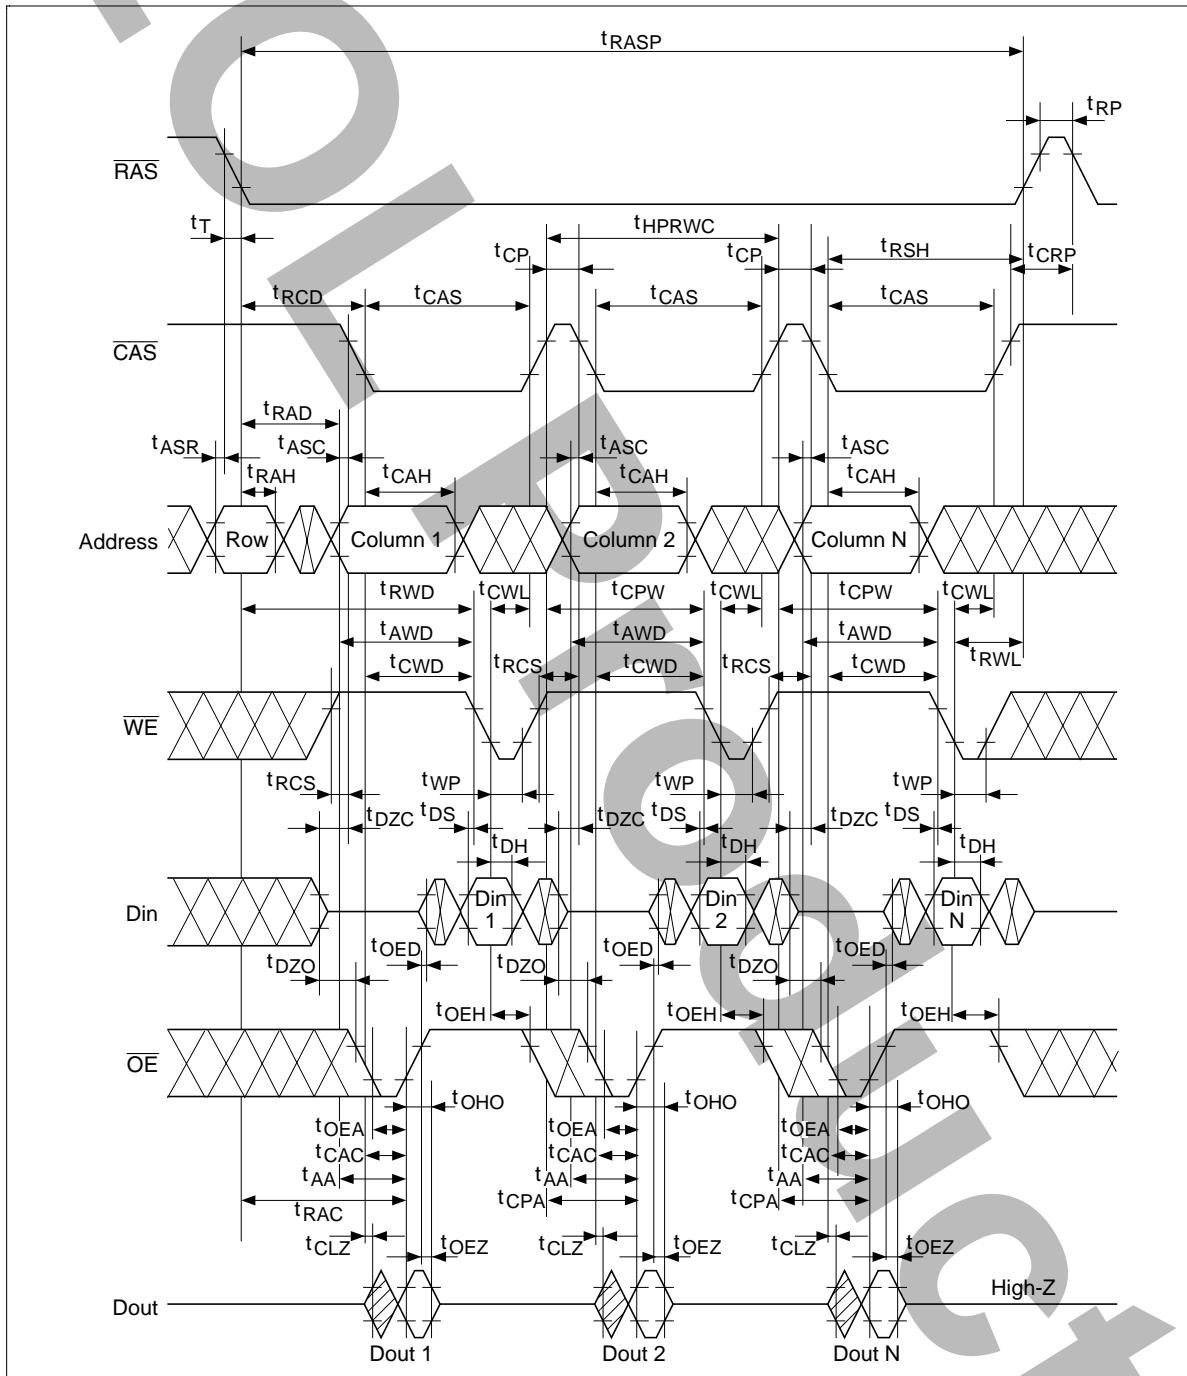 tRASP
tRP
RAS
tT tHPRWC
tCP tCP tRSH tCRP
tRCD tCAS tCAS tCAS
CAS
tRAD
tASR tASC tASC tASC
tRAH tCAH tCAH tCAH
Address Row Column 1 Column 2 Column N
tRWD tCWL tCPW tCWL tCPW tCWL
tAWD tAWD tAWD
tCWD tRCS tCWD tRCS tCWD tRWL
WE
tRCS tWP tWP tWP
tDZC tDS tDZC tDS tDZC tDS
tDH tDH tDH
Din Din 1 Din 2 Din N
tOED tOED tOED
tDZO tDZO tDZO
tOEH tOEH tOEH
OE
tOHO tOHO tOHO
tOEA tOEA tOEA
tCAC tCAC tCAC
tAA tAA tAA
tRAC tCPA tCPA
tCLZ tOEZ tCLZ tOEZ tCLZ tOEZ
High-Z
Dout
Dout 1 Dout 2 Dout N
OL Product